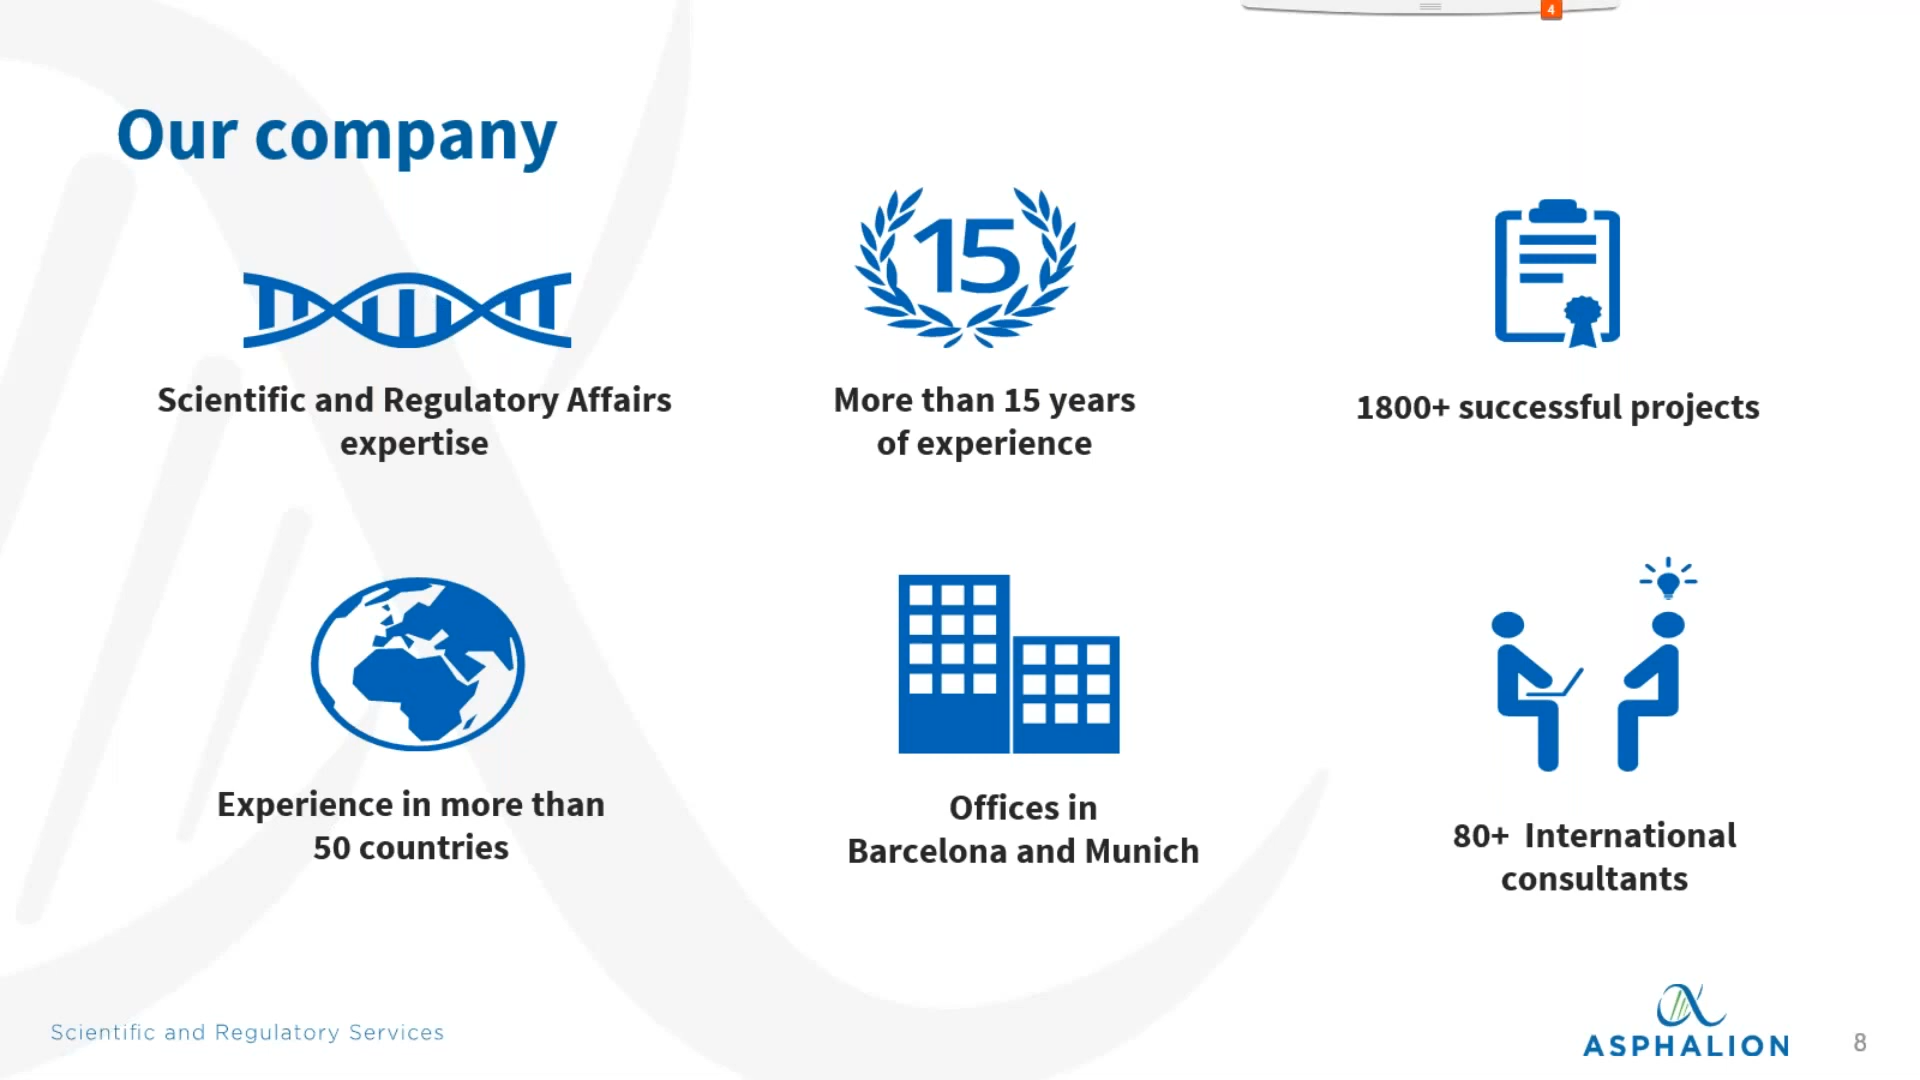 4
Our company
15
Scientific and Regulatory Affairs
expertise
More than 15 years
of experience
1800+ successful projects
Experience in more than
50 countries
Offices in
Barcelona and Munich
80+ International
consultants
Scientific and Regulatory Services
ASPHALION
8